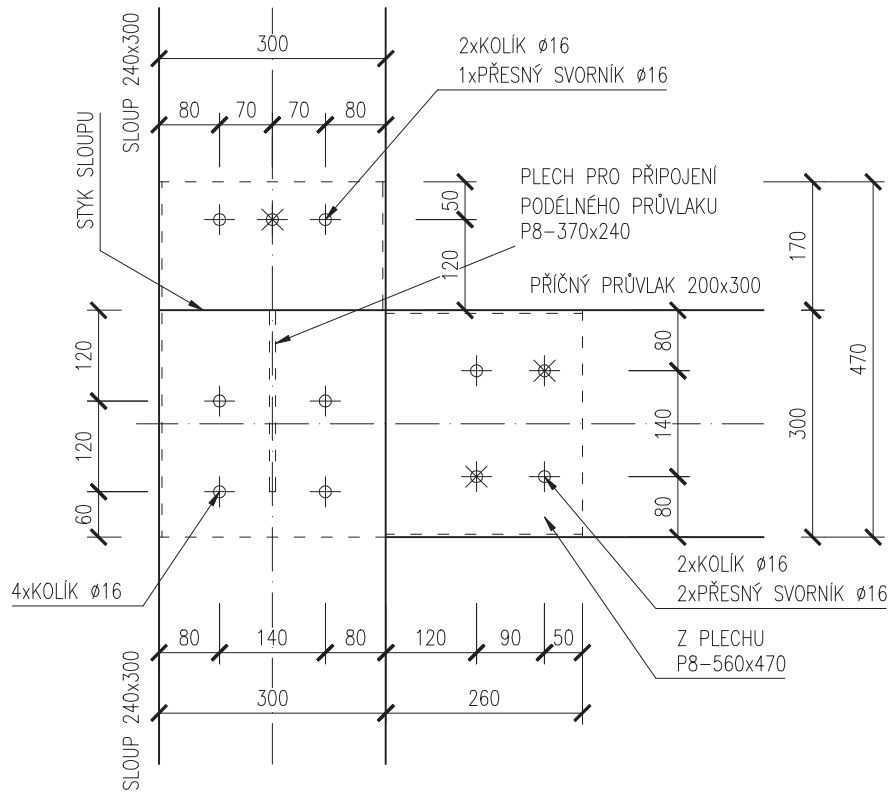 SLOUP 240x300
300
2xKOLÍK ø16
1xPŘESNÝ SVORNÍK ø16
80 70 70 80
STYK SLOUPU
PLECH PRO PŘIPOJENÍ
PODÉLNÉHO PRŮVLAKU
P8-370x240
50
120
170
PŘÍČNÝ PRŮVLAK 200x300
120
120
60
80
140
80
300
470
4xKOLÍK ø16
2xKOLÍK ø16
2xPŘESNÝ SVORNÍK ø16
80 140 80 120 90 50
Z PLECHU
P8-560x470
300 260
SLOUP 240x300